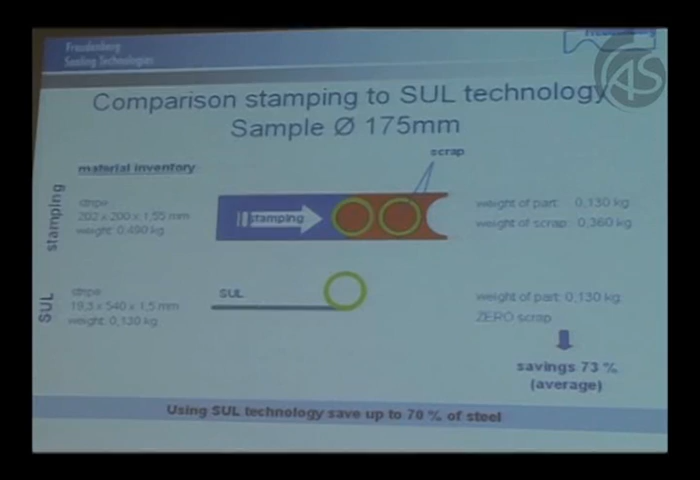 Freudenberg
Sealing Technologies
Freudenberg
AS
Comparison stamping to SUL technology
Sample Ø 175mm
scrap
material inventory
stamping
stripe
202 x 200 x 1,55 mm
weight: 0,490 kg
stamping
weight of part: 0,130 kg
weight of scrap: 0,360 kg
SUL
stripe
19,3 x 540 x 1,5 mm
weight: 0,130 kg
SUL
weight of part: 0,130 kg
ZERO scrap
savings 73 %
(average)
Using SUL technology save up to 70 % of steel